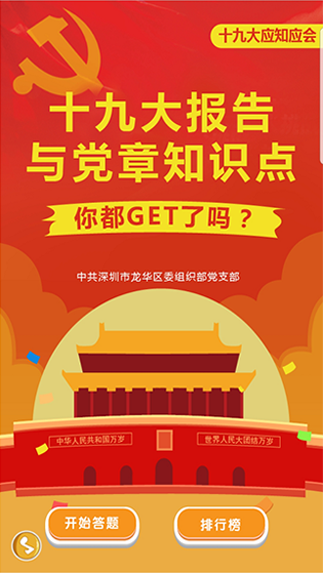 十九大应知应会
十九大报告
与党章知识点
你都GET了吗？
中共深圳市龙华区委组织部党支部
中华人民共和国万岁
世界人民大团结万岁
开始答题
排行榜